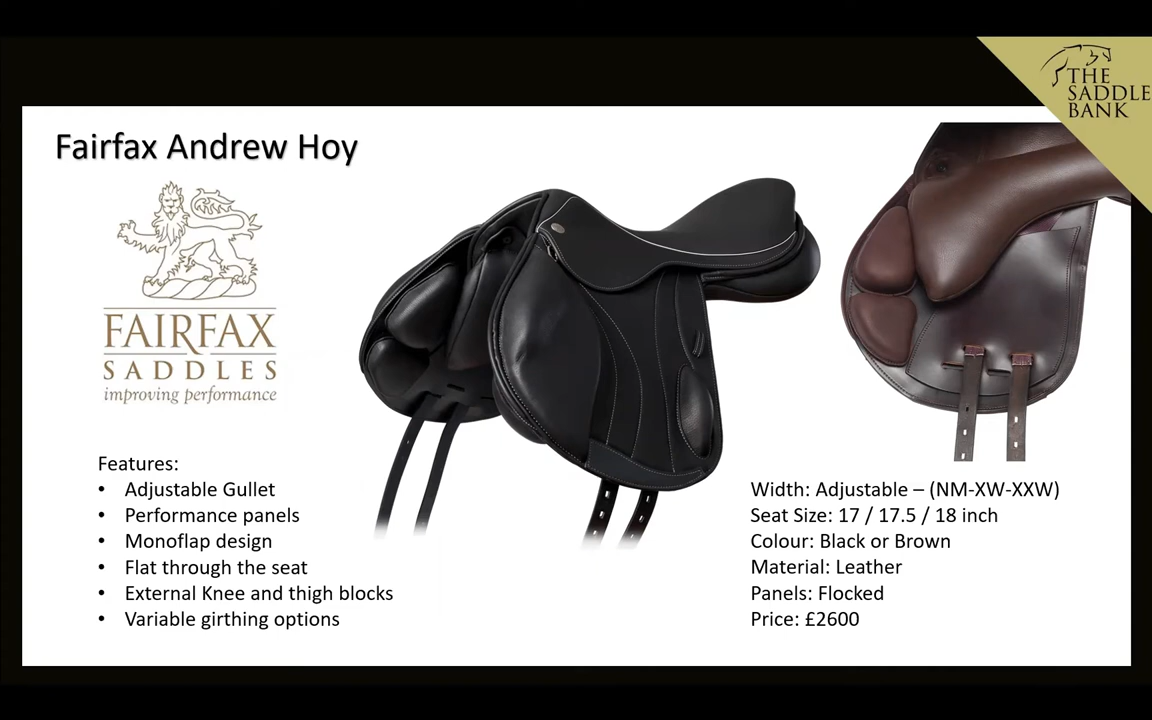 THE
SADDLE
BANK
Fairfax Andrew Hoy
FAIRFAX
SADDLES
improving performance
Features:
• Adjustable Gullet
• Performance panels
• Monoflap design
• Flat through the seat
• External Knee and thigh blocks
• Variable girthing options
Width: Adjustable – (NM-XW-XXW)
Seat Size: 17 / 17.5 / 18 inch
Colour: Black or Brown
Material: Leather
Panels: Flocked
Price: £2600